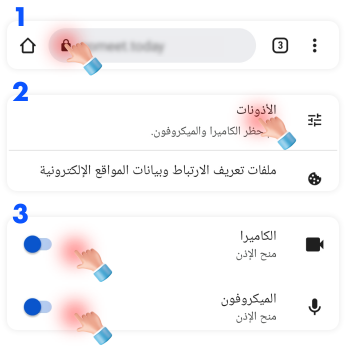 1
meet.today
3
2
الأذونات
حظر الكاميرا والميكروفون.
ملفات تعريف الارتباط وبيانات المواقع الإلكترونية
3
الكاميرا
منح الإذن
الميكروفون
منح الإذن